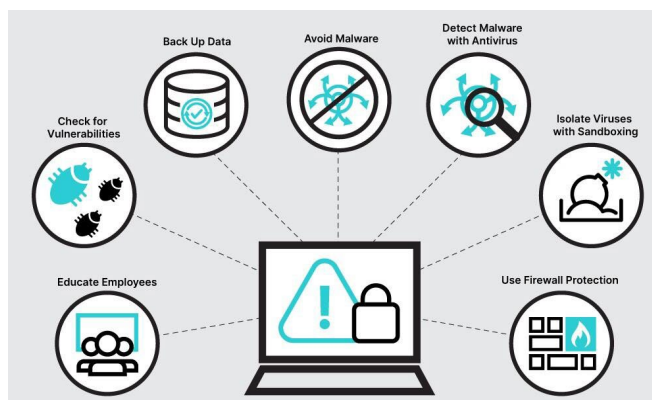 Back Up Data
Avoid Malware
Detect Malware
with Antivirus
Check for
Vulnerabilities
Isolate Viruses
with Sandboxing
Educate Employees
Use Firewall Protection